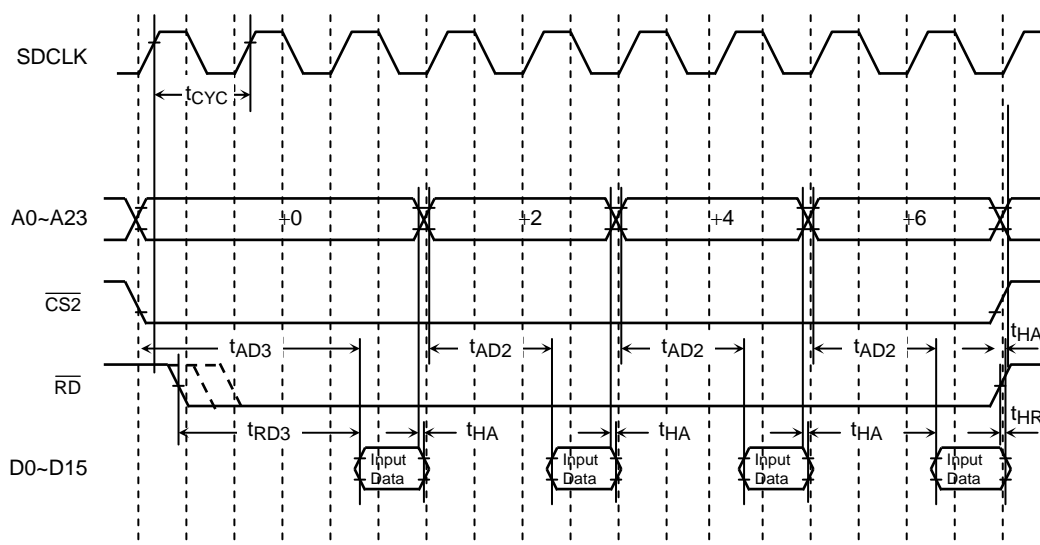 SDCLK
tCYC
A0~A23
+0
+2
+4
+6
CS2
tAD3
tAD2
tAD2
tAD2
tHA
RD
tRD3
tHA
tHA
tHA
tHR
D0~D15
Input
Data
Input
Data
Input
Data
Input
Data